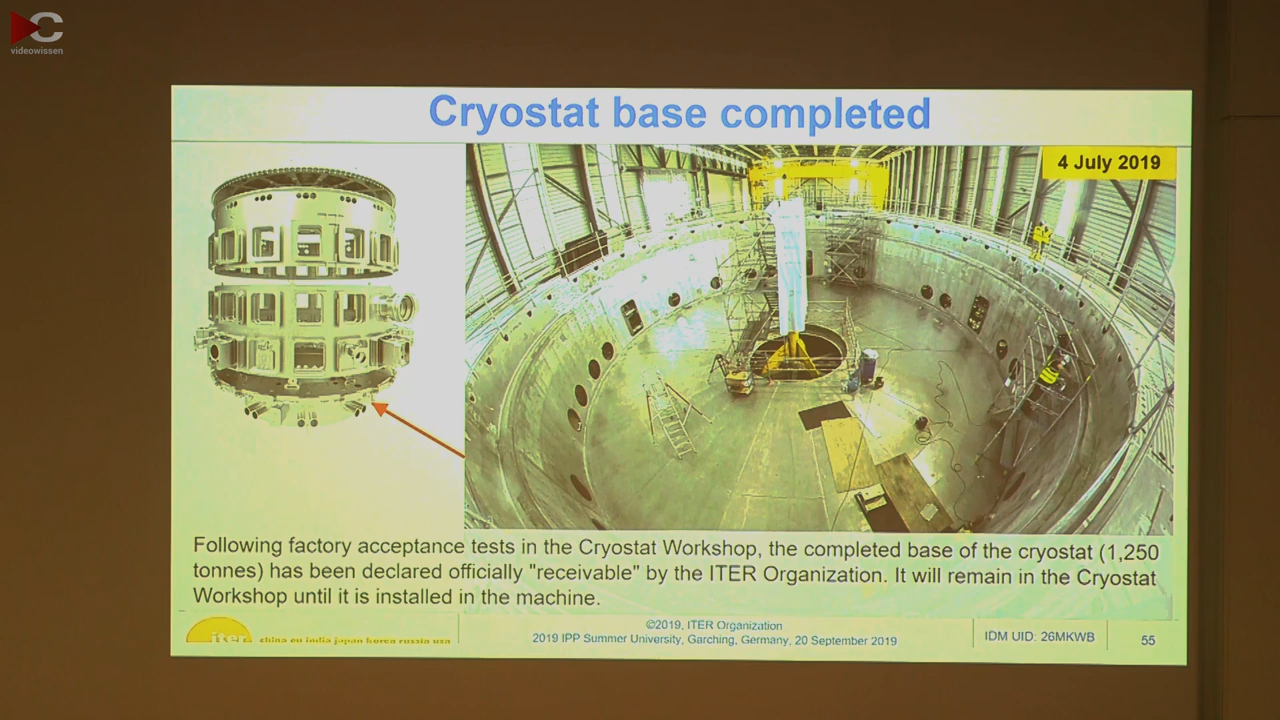 videowissen
Cryostat base completed
4 July 2019
Following factory acceptance tests in the Cryostat Workshop, the completed base of the cryostat (1,250
tonnes) has been declared officially "receivable" by the ITER Organization. It will remain in the Cryostat
Workshop until it is installed in the machine.
iter
china eu india japan korea russia usa
©2019, ITER Organization
2019 IPP Summer University, Garching, Germany, 20 September 2019
IDM UID: 26MKWB
55